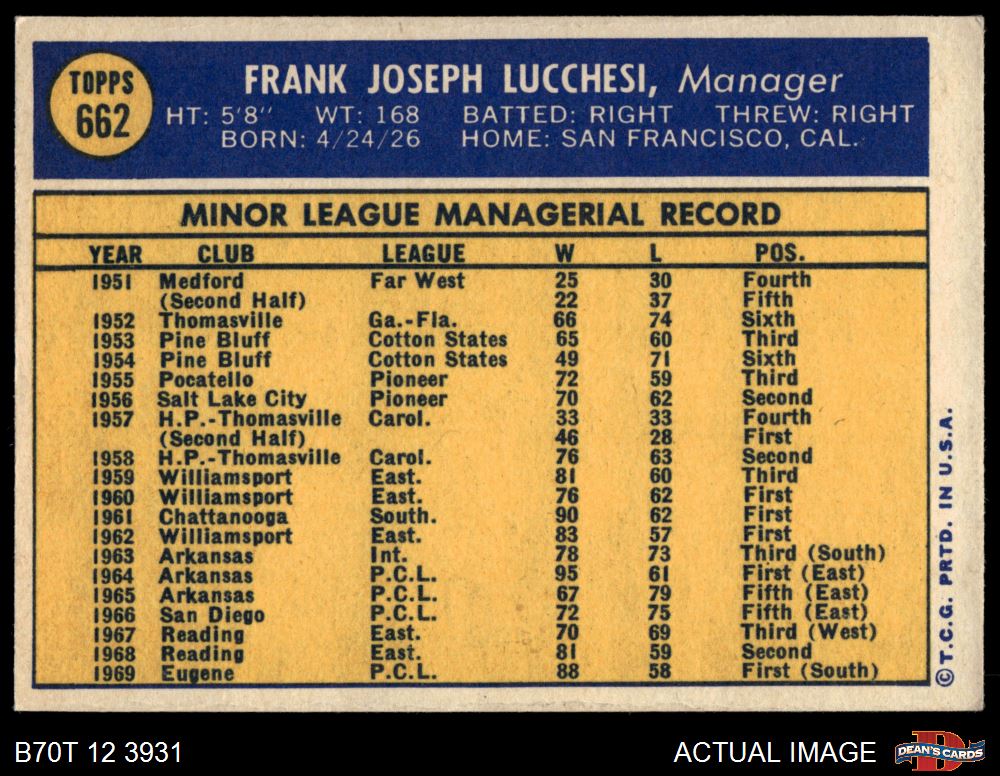 TOPPS
662
FRANK JOSEPH LUCCHESI, Manager
HT: 5'8" WT: 168 BATTED: RIGHT THREW: RIGHT
BORN: 4/24/26 HOME: SAN FRANCISCO, CAL.
MINOR LEAGUE MANAGERIAL RECORD
YEAR CLUB LEAGUE W L POS.
1951 Medford Far West 25 30 Fourth
(Second Half) 22 37 Fifth
1952 Thomasville Ga.-Fla. 66 74 Sixth
1953 Pine Bluff Cotton States 65 60 Third
1954 Pine Bluff Cotton States 49 71 Sixth
1955 Pocatello Pioneer 72 59 Third
1956 Salt Lake City Pioneer 70 62 Second
1957 H.P.-Thomasville Carol. 33 33 Fourth
(Second Half) 46 28 First
1958 H.P.-Thomasville Carol. 76 63 Second
1959 Williamsport East. 81 60 Third
1960 Williamsport East. 76 62 First
1961 Chattanooga South. 90 62 First
1962 Williamsport East. 83 57 First
1963 Arkansas Int. 78 73 Third (South)
1964 Arkansas P.C.L. 95 61 First (East)
1965 Arkansas P.C.L. 67 79 Fifth (East)
1966 San Diego P.C.L. 72 75 Fifth (East)
1967 Reading East. 70 69 Third (West)
1968 Reading East. 81 59 Second
1969 Eugene P.C.L. 88 58 First (South)
© T.C.G. PRTD. IN U.S.A.
B70T 12 3931
ACTUAL IMAGE
DEAN'S CARDS